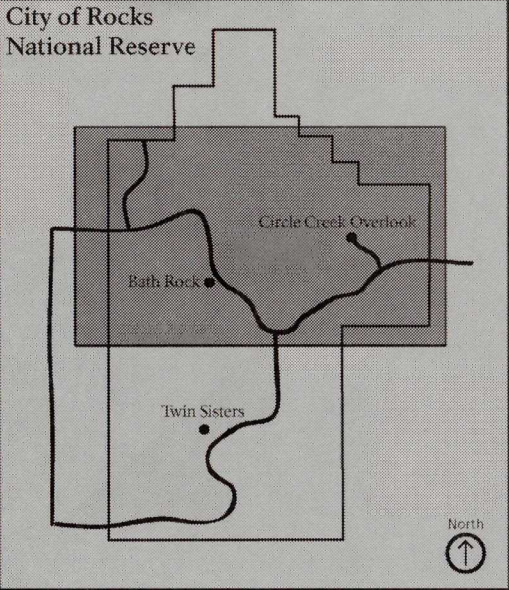 City of Rocks
National Reserve
Circle Creek Overlook
Bath Rock
Twin Sisters
North